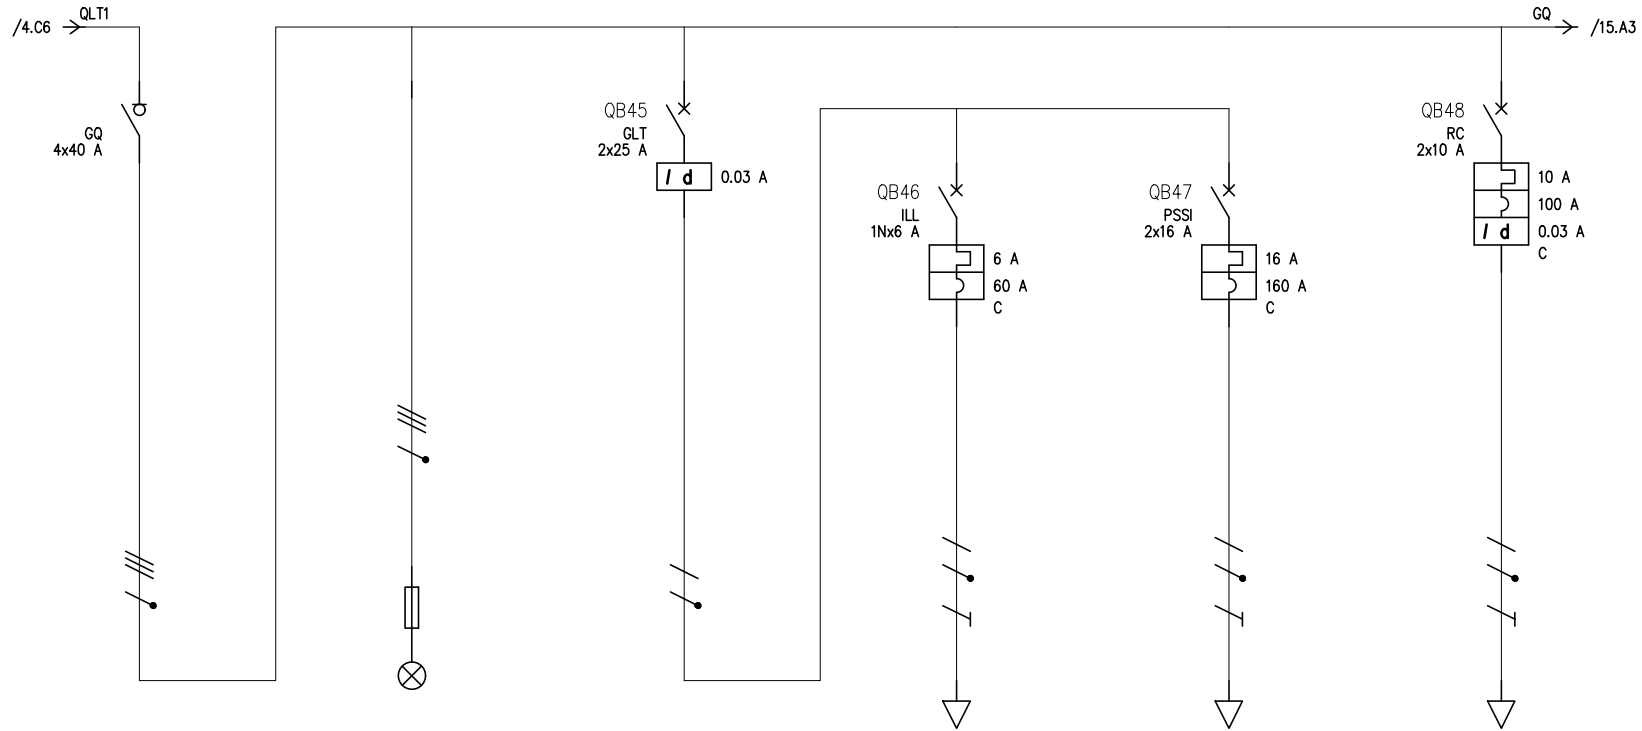 /4.C6
QLT1
GQ
/15.A3
GQ
4x40 A
QB45
GLT
2x25 A
I d
0.03 A
QB46
ILL
1Nx6 A
6 A
60 A
C
QB47
PSSI
2x16 A
16 A
160 A
C
QB48
RC
2x10 A
10 A
100 A
I d
0.03 A
C